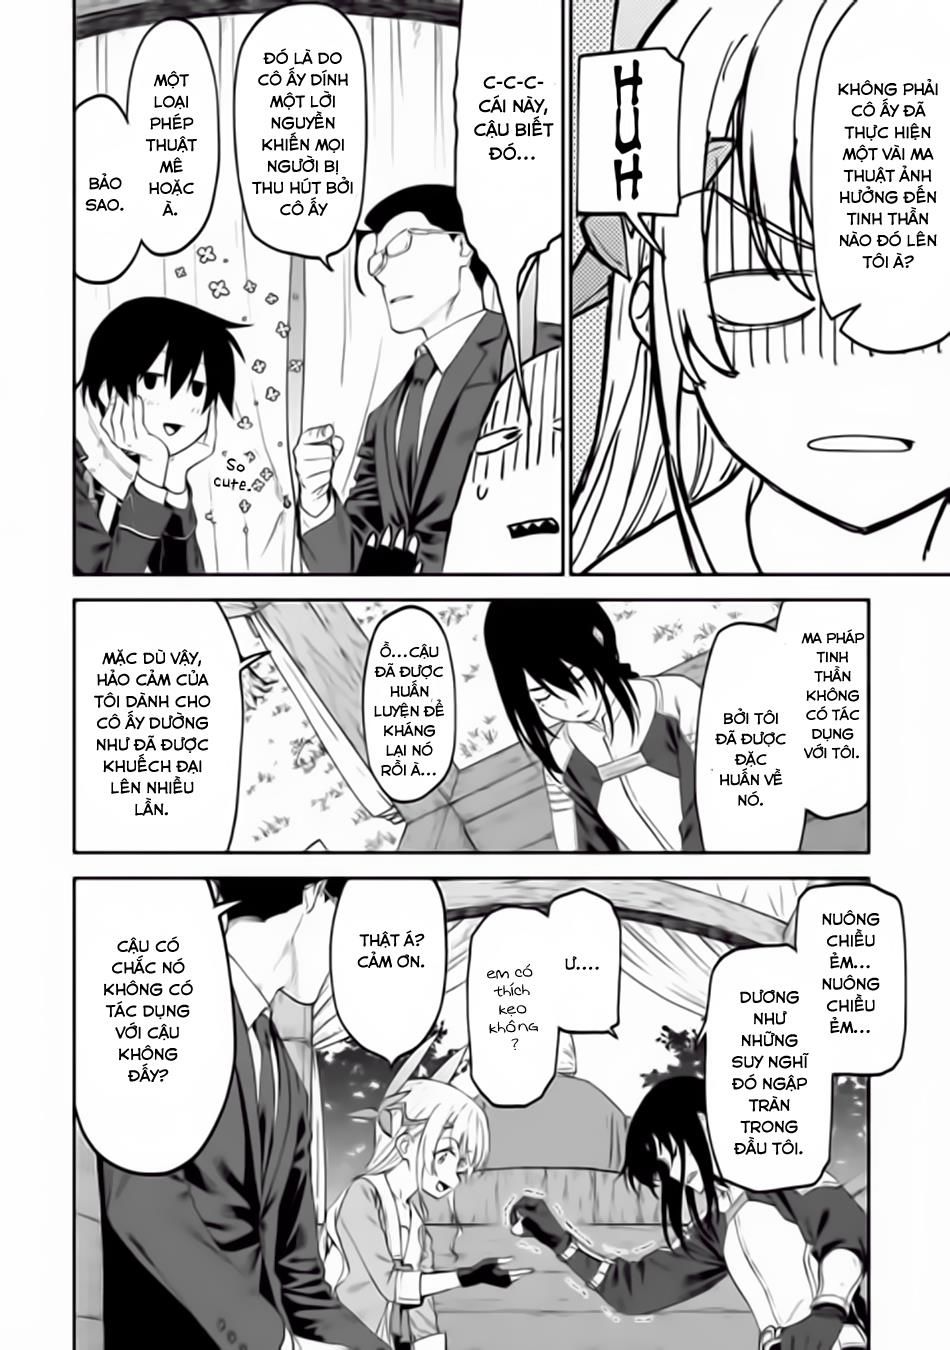 KHÔNG PHẢI
CÔ ẤY ĐÃ
THỰC HIỆN
MỘT VÀI MA
THUẬT ẢNH
HƯỞNG ĐẾN
TINH THẦN
NÀO ĐÓ LÊN
TÔI À?
HUH
C-C-C-
CÁI NÀY,
CẬU BIẾT
ĐÓ...
ĐÓ LÀ DO
CÔ ẤY DÍNH
MỘT LỜI
NGUYỀN
KHIẾN MỌI
NGƯỜI BỊ
THU HÚT BỞI
CÔ ẤY
MỘT
LOẠI
PHÉP
THUẬT
MÊ
HOẶC
À.
BẢO
SAO.
So
cute.
MA PHÁP
TINH
THẦN
KHÔNG
CÓ TÁC
DỤNG
VỚI TÔI.
BỞI TÔI
ĐÃ ĐƯỢC
ĐẶC
HUẤN VỀ
NÓ.
Ồ...CẬU
ĐÃ ĐƯỢC
HUẤN
LUYỆN ĐỂ
KHÁNG
LẠI NÓ
RỒI À...
MẶC DÙ VẬY,
HẢO CẢM CỦA
TÔI DÀNH CHO
CÔ ẤY DƯỜNG
NHƯ ĐÃ ĐƯỢC
KHUẾCH ĐẠI
LÊN NHIỀU
LẦN.
NUÔNG
CHIỀU
ẺM...
NUÔNG
CHIỀU
ẺM...
DƯƠNG
NHƯ
NHỮNG
SUY NGHĨ
ĐÓ NGẬP
TRÀN
TRONG
ĐẦU TÔI.
Ư....
em có
thích
kẹo
không
?
THẬT Á?
CẢM ƠN.
CẬU CÓ
CHẮC NÓ
KHÔNG CÓ
TÁC DỤNG
VỚI CẬU
KHÔNG
ĐẤY?